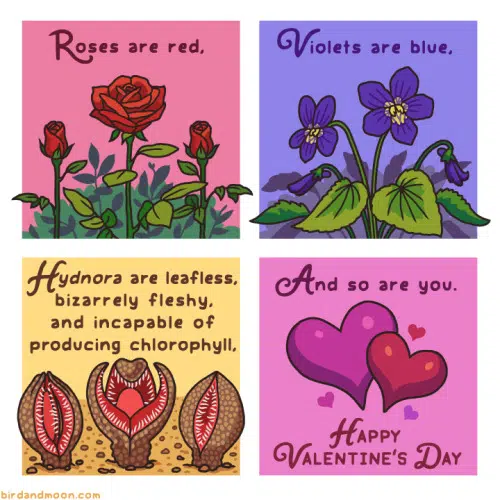 Roses are red,
Violets are blue,
Hydnora are leafless,
bizarrely fleshy,
and incapable of
producing chlorophyll,
And so are you.
HAPPY
VALENTINE'S DAY
birdandmoon.com